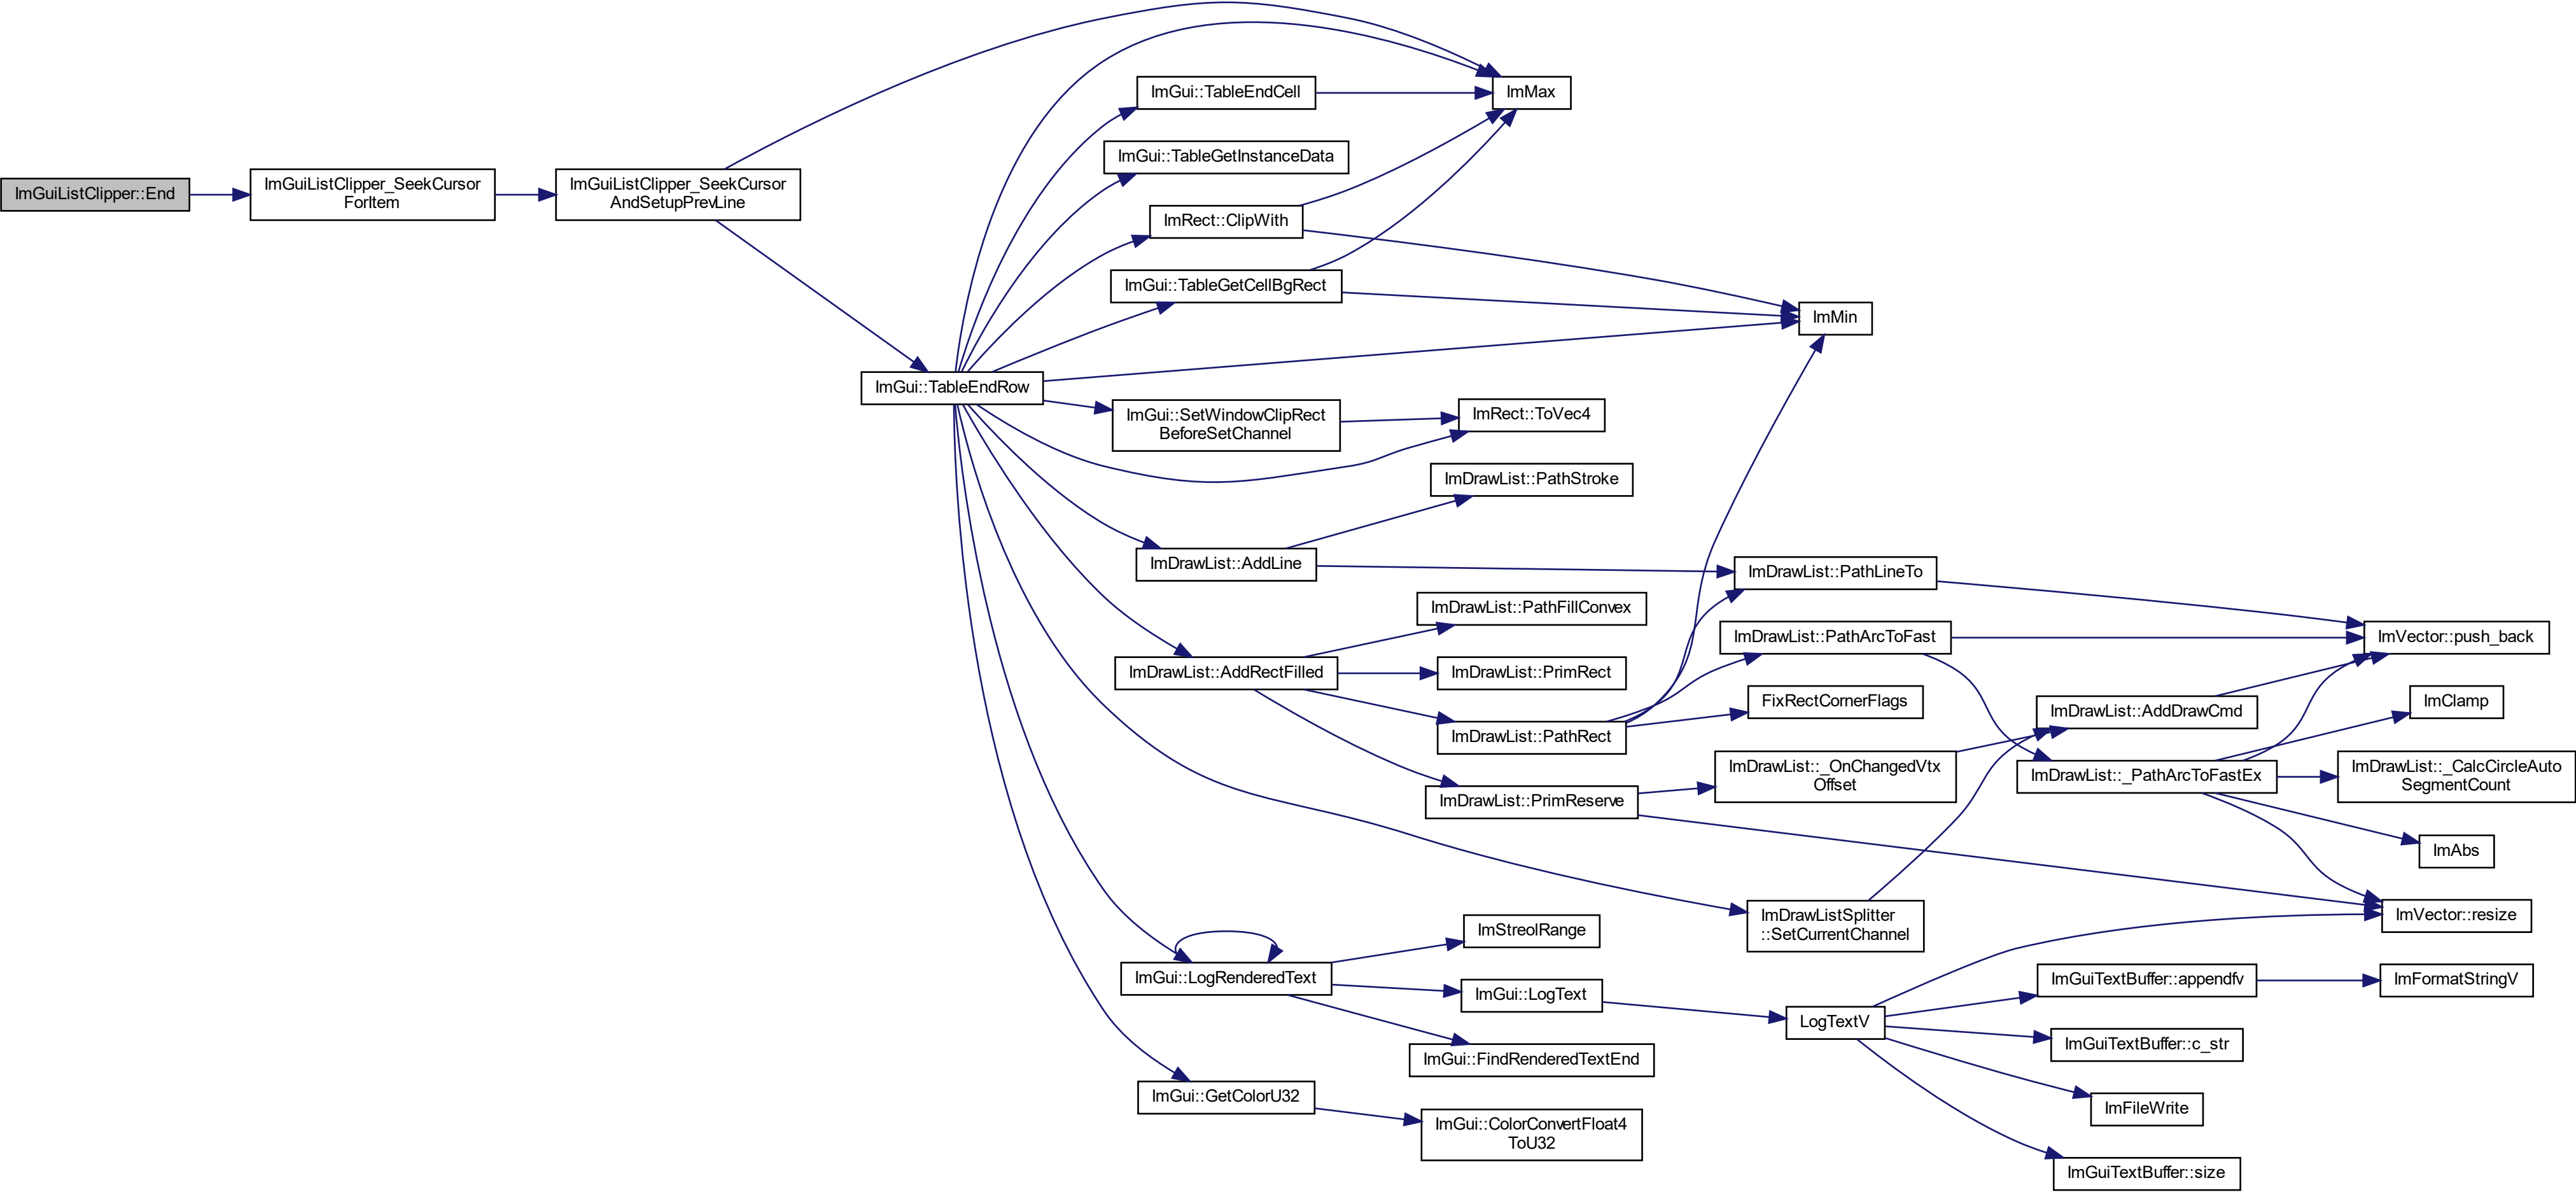 ImGuiListClipper::End
ImGuiListClipper_SeekCursor
ForItem
ImGuiListClipper_SeekCursor
AndSetupPrevLine
ImGui::TableEndRow
ImGui::TableEndCell
ImGui::TableGetInstanceData
ImRect::ClipWith
ImGui::TableGetCellBgRect
ImGui::SetWindowClipRect
BeforeSetChannel
ImDrawList::AddLine
ImDrawList::AddRectFilled
ImGui::LogRenderedText
ImGui::GetColorU32
ImMax
ImRect::ToVec4
ImDrawList::PathStroke
ImDrawList::PathFillConvex
ImDrawList::PrimRect
ImDrawList::PathRect
ImDrawList::PrimReserve
ImStreolRange
ImGui::LogText
ImGui::FindRenderedTextEnd
ImGui::ColorConvertFloat4
ToU32
ImMin
ImDrawList::PathLineTo
ImDrawList::PathArcToFast
FixRectCornerFlags
ImDrawList::_OnChangedVtx
Offset
ImDrawListSplitter
::SetCurrentChannel
LogTextV
ImDrawList::AddDrawCmd
ImDrawList::_PathArcToFastEx
ImGuiTextBuffer::appendfv
ImGuiTextBuffer::c_str
ImFileWrite
ImGuiTextBuffer::size
ImVector::push_back
ImClamp
ImDrawList::_CalcCircleAuto
SegmentCount
ImAbs
ImVector::resize
ImFormatStringV